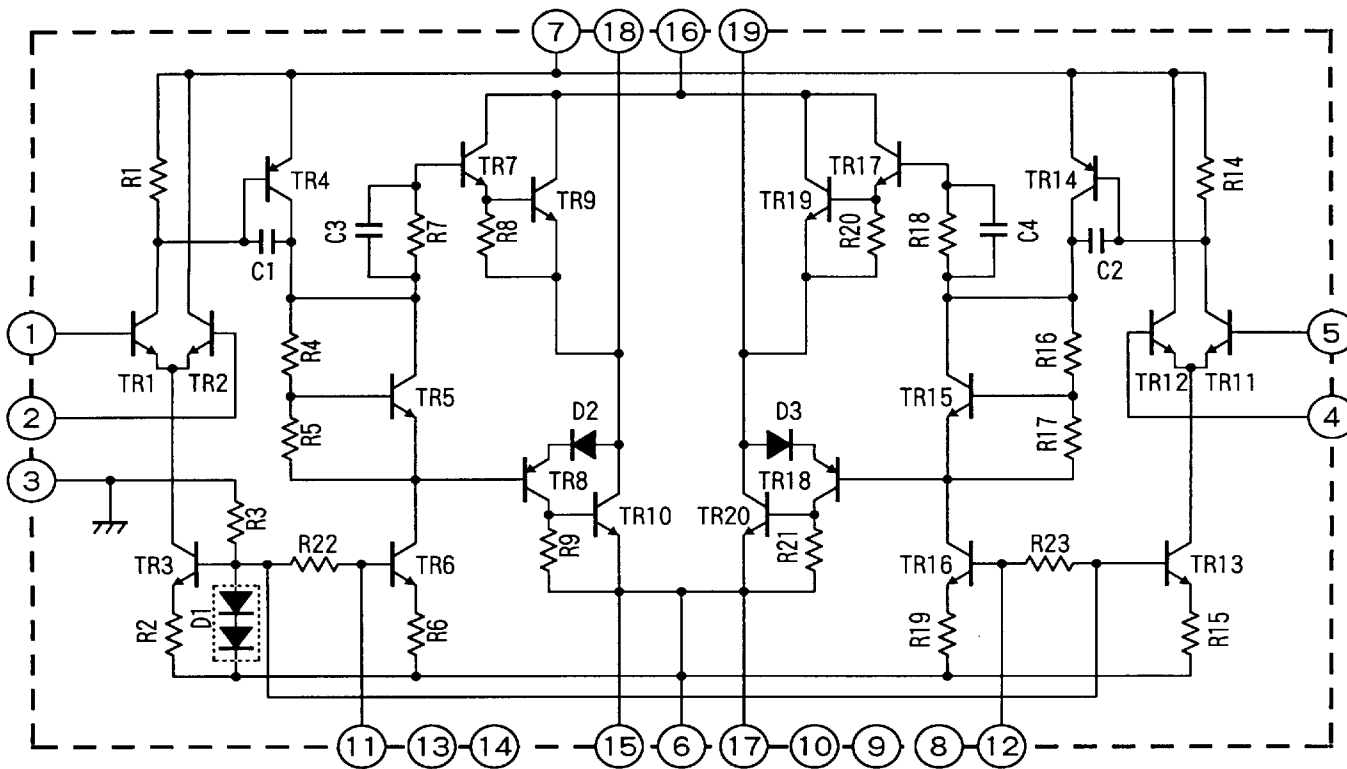 7 18 16 19
R1 TR4 C3 R7 TR7 R8 TR9 TR19 R20 TR17 R18 C4 TR14 R14
C1 C2
1 TR1 TR2 R4 TR5 TR15 R16 TR12 TR11 5
2 R5 D2 D3 R17 4
3 TR8 TR18
R3 R22 R9 TR10 TR20 R21 R23
TR3 TR6 TR16 TR13
R2 D1 R6 R19 R15
11 13 14 15 6 17 10 9 8 12